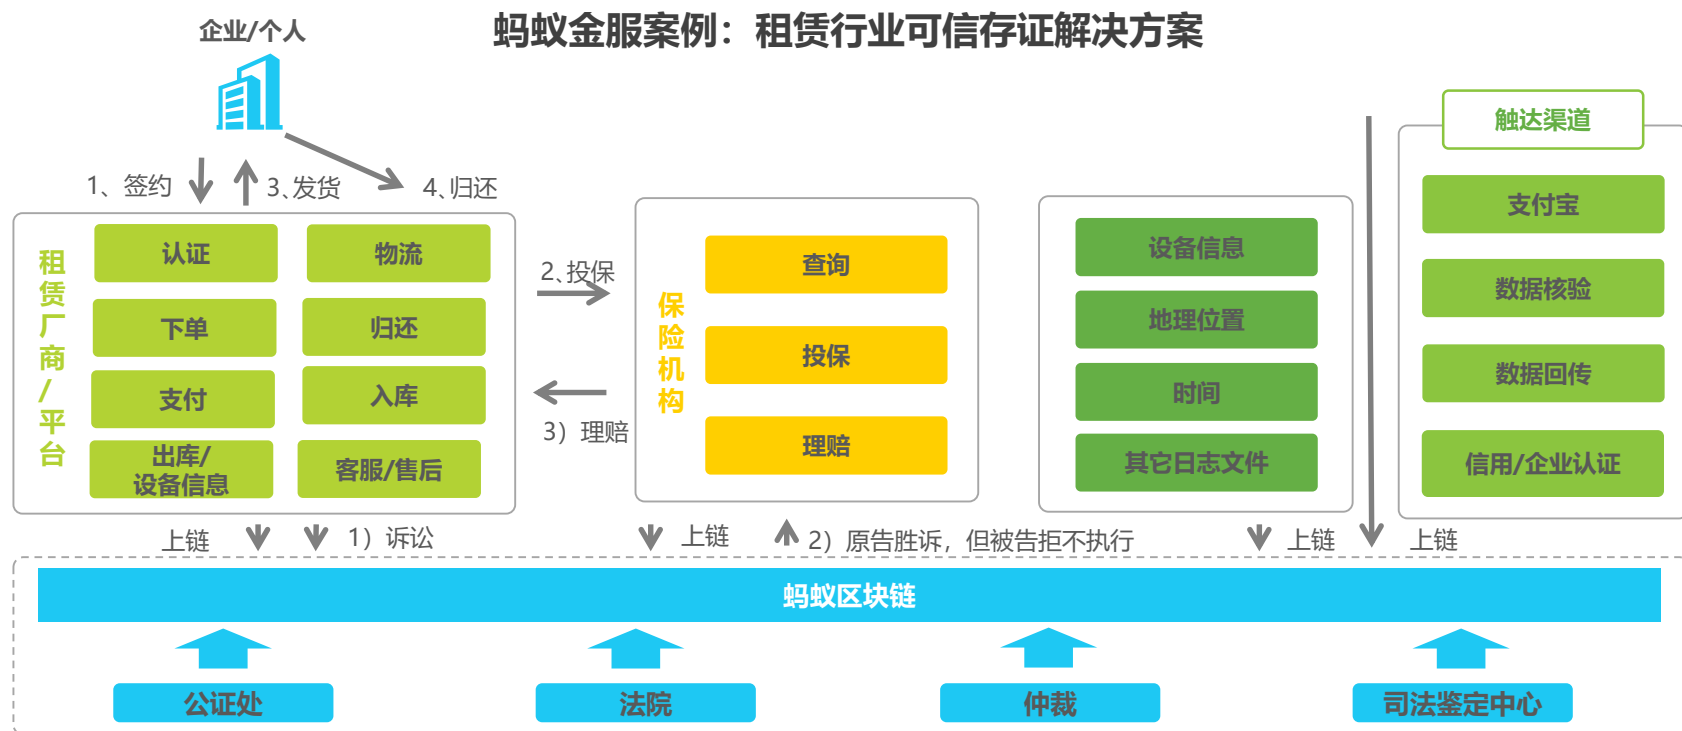 蚂蚁金服案例：租赁行业可信存证解决方案
企业/个人
1、签约
3、发货
4、归还
租赁厂商/平台
认证
物流
下单
归还
支付
入库
出库/
设备信息
客服/售后
2、投保
3）理赔
保险机构
查询
投保
理赔
设备信息
地理位置
时间
其它日志文件
触达渠道
支付宝
数据核验
数据回传
信用/企业认证
上链
1）诉讼
上链
2）原告胜诉，但被告拒不执行
上链
上链
蚂蚁区块链
公证处
法院
仲裁
司法鉴定中心